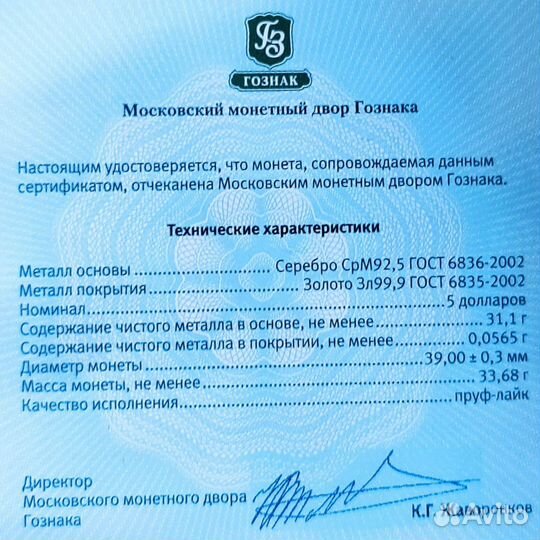 ГЗ
ГОЗНАК
Московский монетный двор Гознака
Настоящим удостоверяется, что монета, сопровождаемая данным
сертификатом, отчеканена Московским монетным двором Гознака.
Технические характеристики
Металл основы.......................Серебро СрМ92,5 ГОСТ 6836-2002
Металл покрытия.......................Золото Зл99,9 ГОСТ 6835-2002
Номинал.......................5 долларов
Содержание чистого металла в основе, не менее.......................31,1 г
Содержание чистого металла в покрытии, не менее.......................0,0565 г
Диаметр монеты.......................39,00 ± 0,3 мм
Масса монеты, не менее.......................33,68 г
Качество исполнения.......................пруф-лайк
Директор
Московского монетного двора
Гознака
К.Г. Жаворонков
Avito